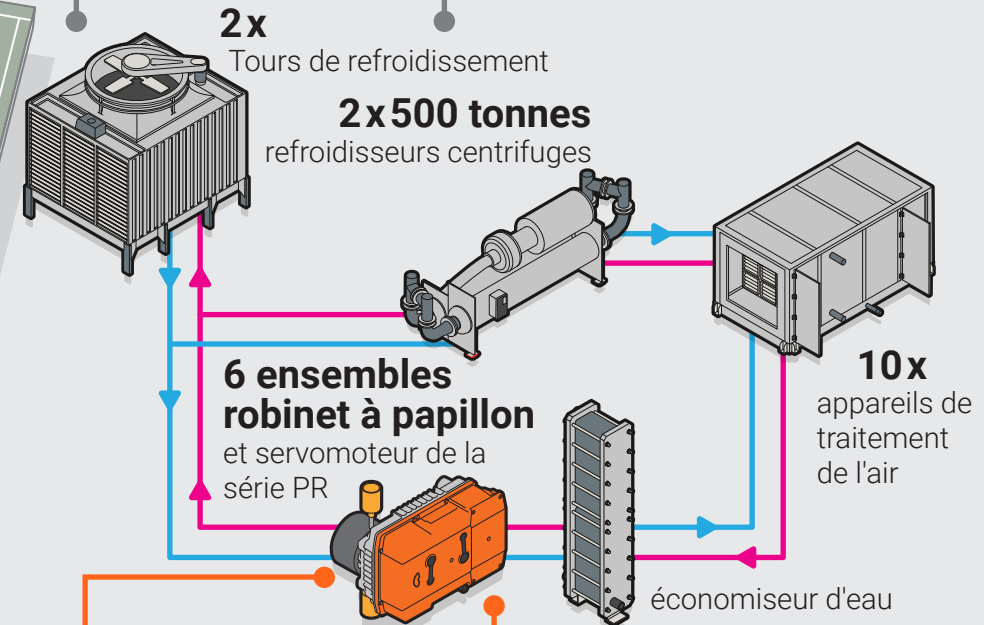 2x
Tours de refroidissement
2x500 tonnes
refroidisseurs centrifuges
6 ensembles
robinet à papillon
et servomoteur de la
série PR
10x
appareils de
traitement
de l'air
économiseur d'eau